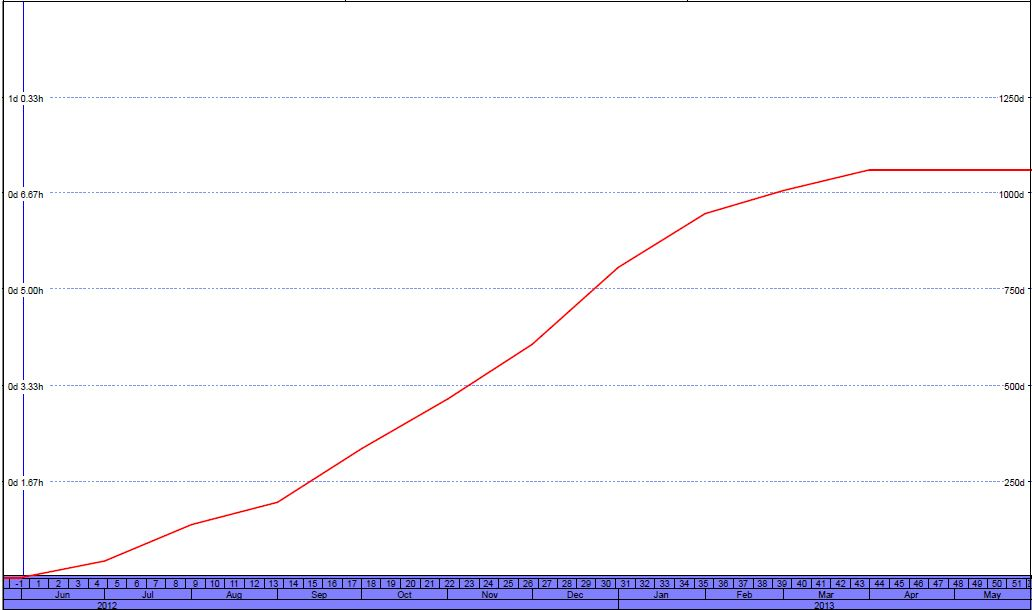 1d 0.33h 1250d
0d 6.67h 1000d
0d 5.00h 750d
0d 3.33h 500d
0d 1.67h 250d
-1 1 2 3 4 5 6 7 8 9 10 11 12 13 14 15 16 17 18 19 20 21 22 23 24 25 26 27 28 29 30 31 32 33 34 35 36 37 38 39 40 41 42 43 44 45 46 47 48 49 50 51
Jun Jul Aug Sep Oct Nov Dec Jan Feb Mar Apr May
2012 2013